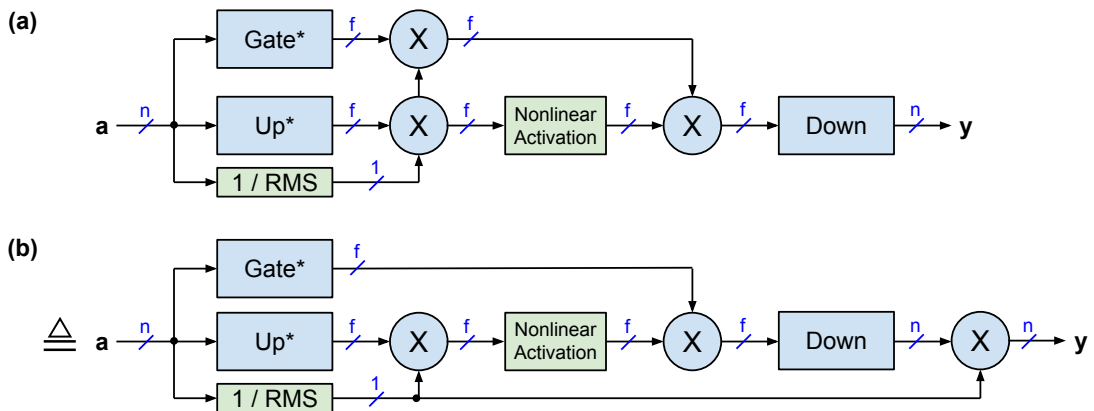 (a)
f
f
Gate*
X
n
f
f
Nonlinear
Activation
f
f
n
a
Up*
X
X
Down
y
1
1 / RMS
(b)
f
Gate*
n
f
f
Nonlinear
Activation
f
f
n
n
≜ a
Up*
X
X
Down
X
y
1
1 / RMS